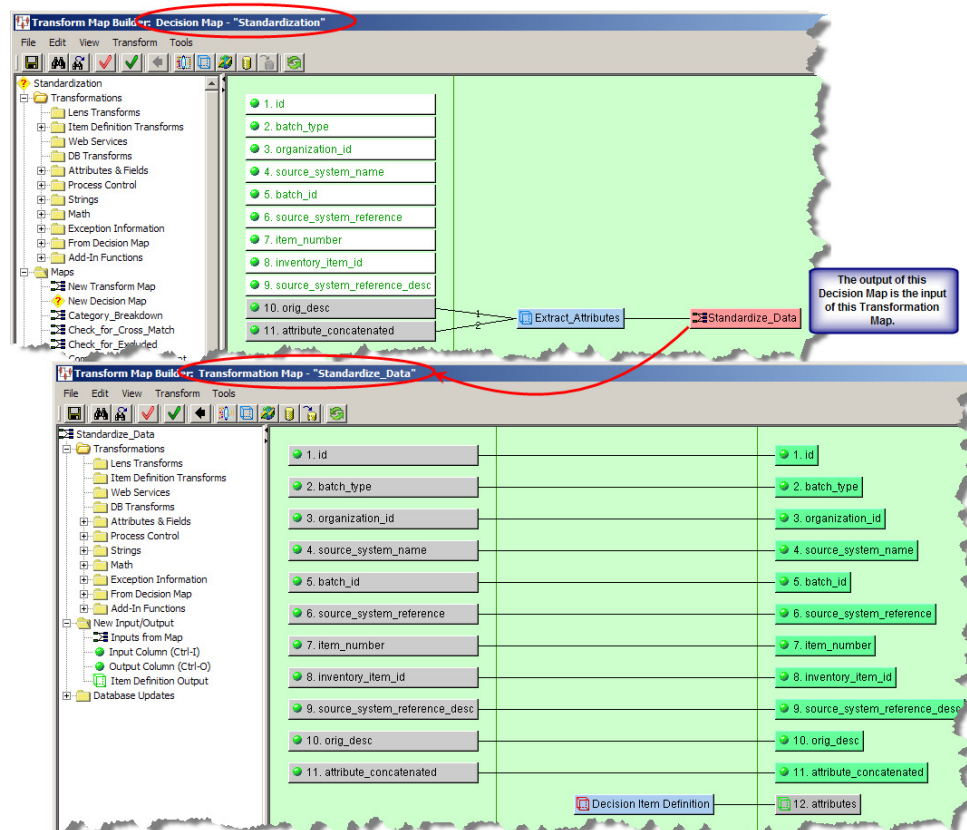 Transform Map Builder: Decision Map - "Standardization"
File Edit View Transform Tools
Standardization
Transformations
Lens Transforms
Item Definition Transforms
Web Services
DB Transforms
Attributes & Fields
Process Control
Strings
Math
Exception Information
From Decision Map
Add-In Functions
Maps
New Transform Map
New Decision Map
Category_Breakdown
Check_for_Cross_Match
Check_for_Excluded
1. id
2. batch_type
3. organization_id
4. source_system_name
5. batch_id
6. source_system_reference
7. item_number
8. inventory_item_id
9. source_system_reference_desc
10. orig_desc
11. attribute_concatenated
1
2
Extract_Attributes
Standardize_Data
The output of this
Decision Map is the input
of this Transformation
Map.
Transform Map Builder: Transformation Map - "Standardize_Data"
File Edit View Transform Tools
Standardize_Data
Transformations
Lens Transforms
Item Definition Transforms
Web Services
DB Transforms
Attributes & Fields
Process Control
Strings
Math
Exception Information
From Decision Map
Add-In Functions
New Input/Output
Inputs from Map
Input Column (Ctrl-I)
Output Column (Ctrl-O)
Item Definition Output
Database Updates
1. id
2. batch_type
3. organization_id
4. source_system_name
5. batch_id
6. source_system_reference
7. item_number
8. inventory_item_id
9. source_system_reference_desc
10. orig_desc
11. attribute_concatenated
Decision Item Definition
1. id
2. batch_type
3. organization_id
4. source_system_name
5. batch_id
6. source_system_reference
7. item_number
8. inventory_item_id
9. source_system_reference_desc
10. orig_desc
11. attribute_concatenated
12. attributes